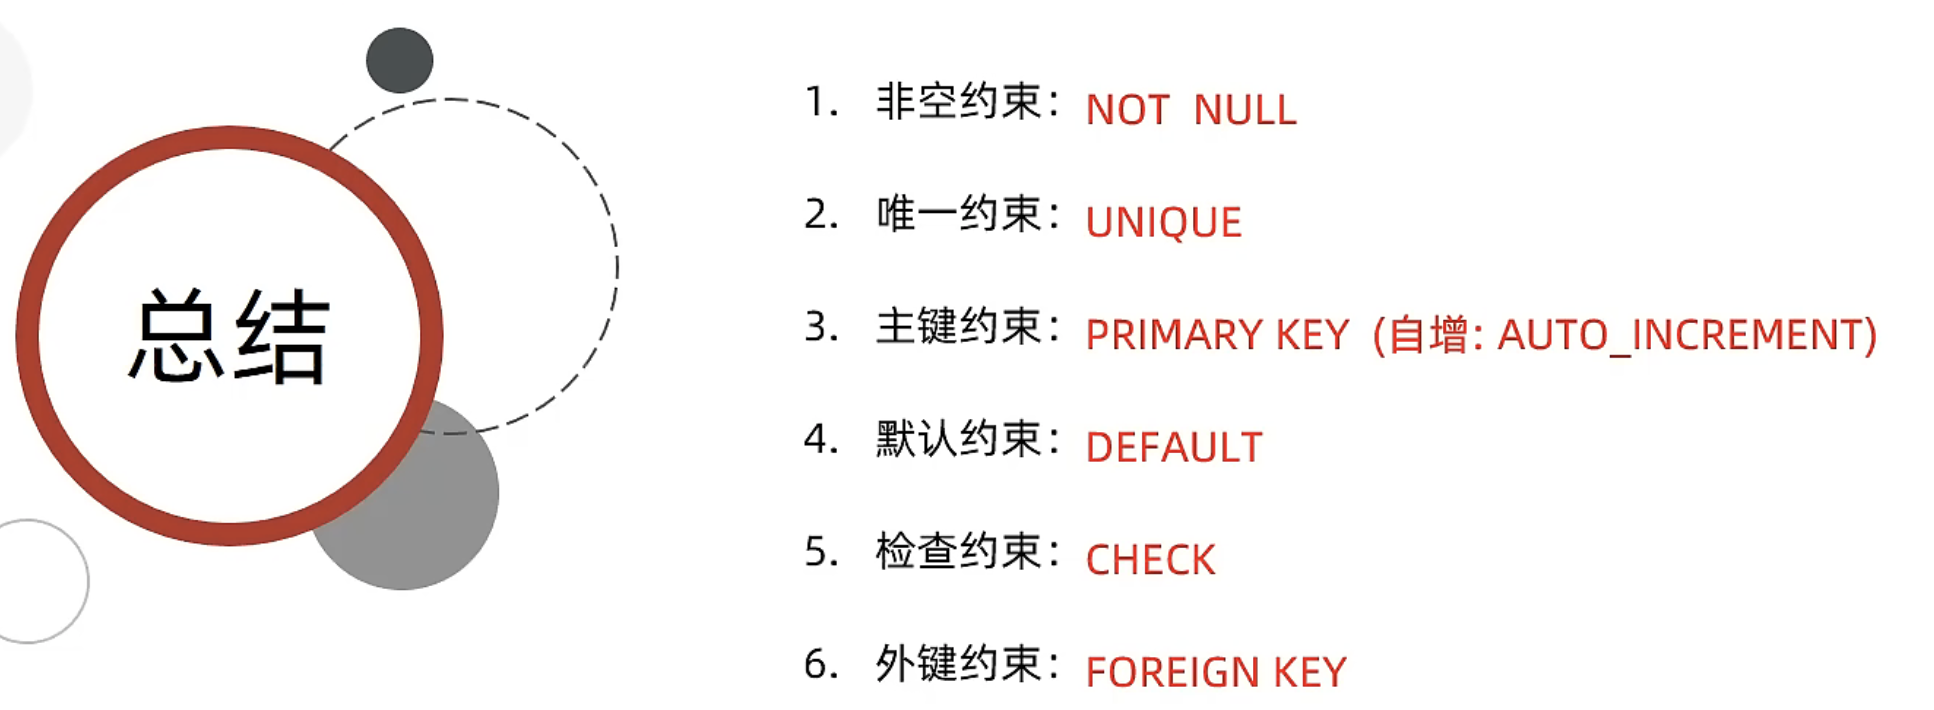 总结
1. 非空约束：NOT NULL
2. 唯一约束：UNIQUE
3. 主键约束：PRIMARY KEY (自增: AUTO_INCREMENT)
4. 默认约束：DEFAULT
5. 检查约束：CHECK
6. 外键约束：FOREIGN KEY